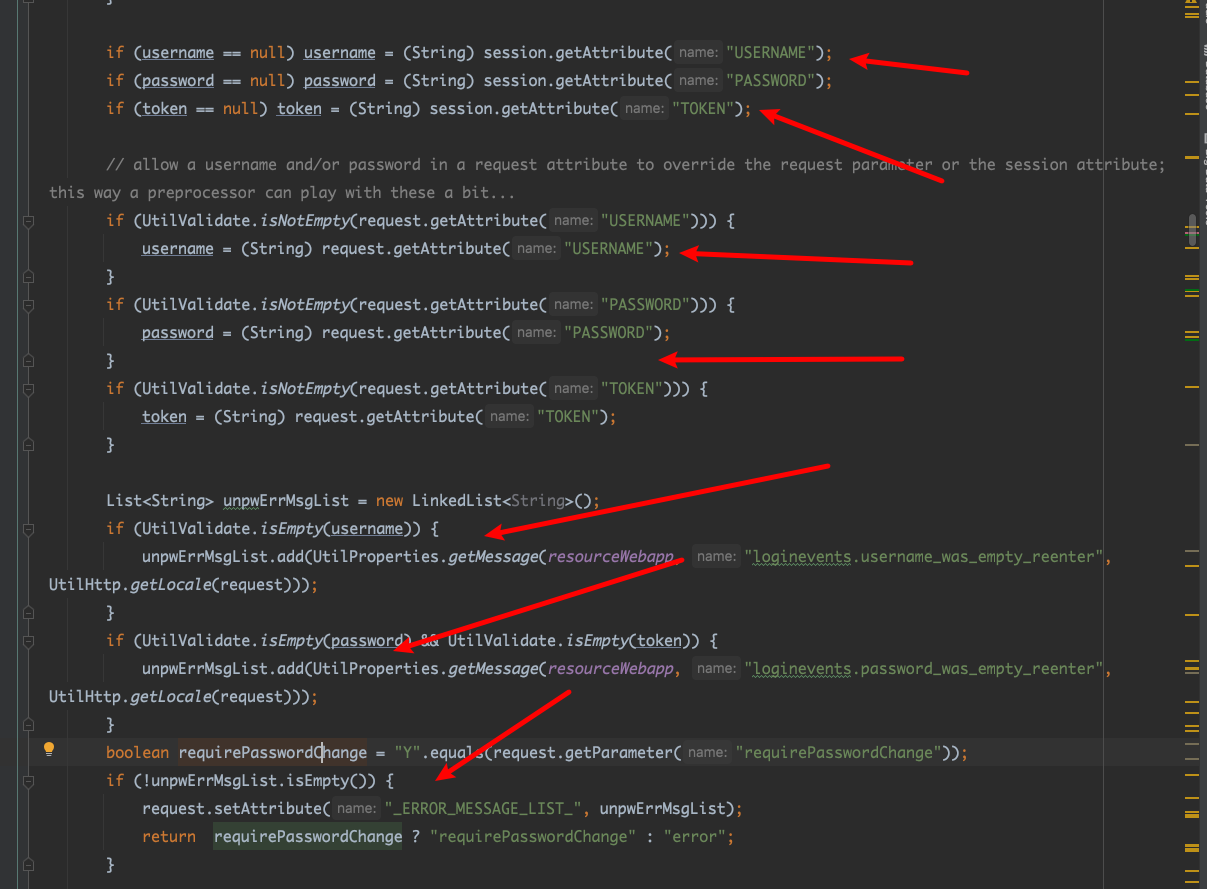 }
if (username == null) username = (String) session.getAttribute( name: "USERNAME");
if (password == null) password = (String) session.getAttribute( name: "PASSWORD");
if (token == null) token = (String) session.getAttribute( name: "TOKEN");
// allow a username and/or password in a request attribute to override the request parameter or the session attribute;
this way a preprocessor can play with these a bit...
if (UtilValidate.isNotEmpty(request.getAttribute( name: "USERNAME"))) {
username = (String) request.getAttribute( name: "USERNAME");
}
if (UtilValidate.isNotEmpty(request.getAttribute( name: "PASSWORD"))) {
password = (String) request.getAttribute( name: "PASSWORD");
}
if (UtilValidate.isNotEmpty(request.getAttribute( name: "TOKEN"))) {
token = (String) request.getAttribute( name: "TOKEN");
}
List<String> unpwErrMsgList = new LinkedList<String>();
if (UtilValidate.isEmpty(username)) {
unpwErrMsgList.add(UtilProperties.getMessage(resourceWebapp, name: "loginevents.username_was_empty_reenter",
UtilHttp.getLocale(request)));
}
if (UtilValidate.isEmpty(password) && UtilValidate.isEmpty(token)) {
unpwErrMsgList.add(UtilProperties.getMessage(resourceWebapp, name: "loginevents.password_was_empty_reenter",
UtilHttp.getLocale(request)));
}
boolean requirePasswordChange = "Y".equals(request.getParameter( name: "requirePasswordChange"));
if (!unpwErrMsgList.isEmpty()) {
request.setAttribute( name: "_ERROR_MESSAGE_LIST_", unpwErrMsgList);
return requirePasswordChange ? "requirePasswordChange" : "error";
}